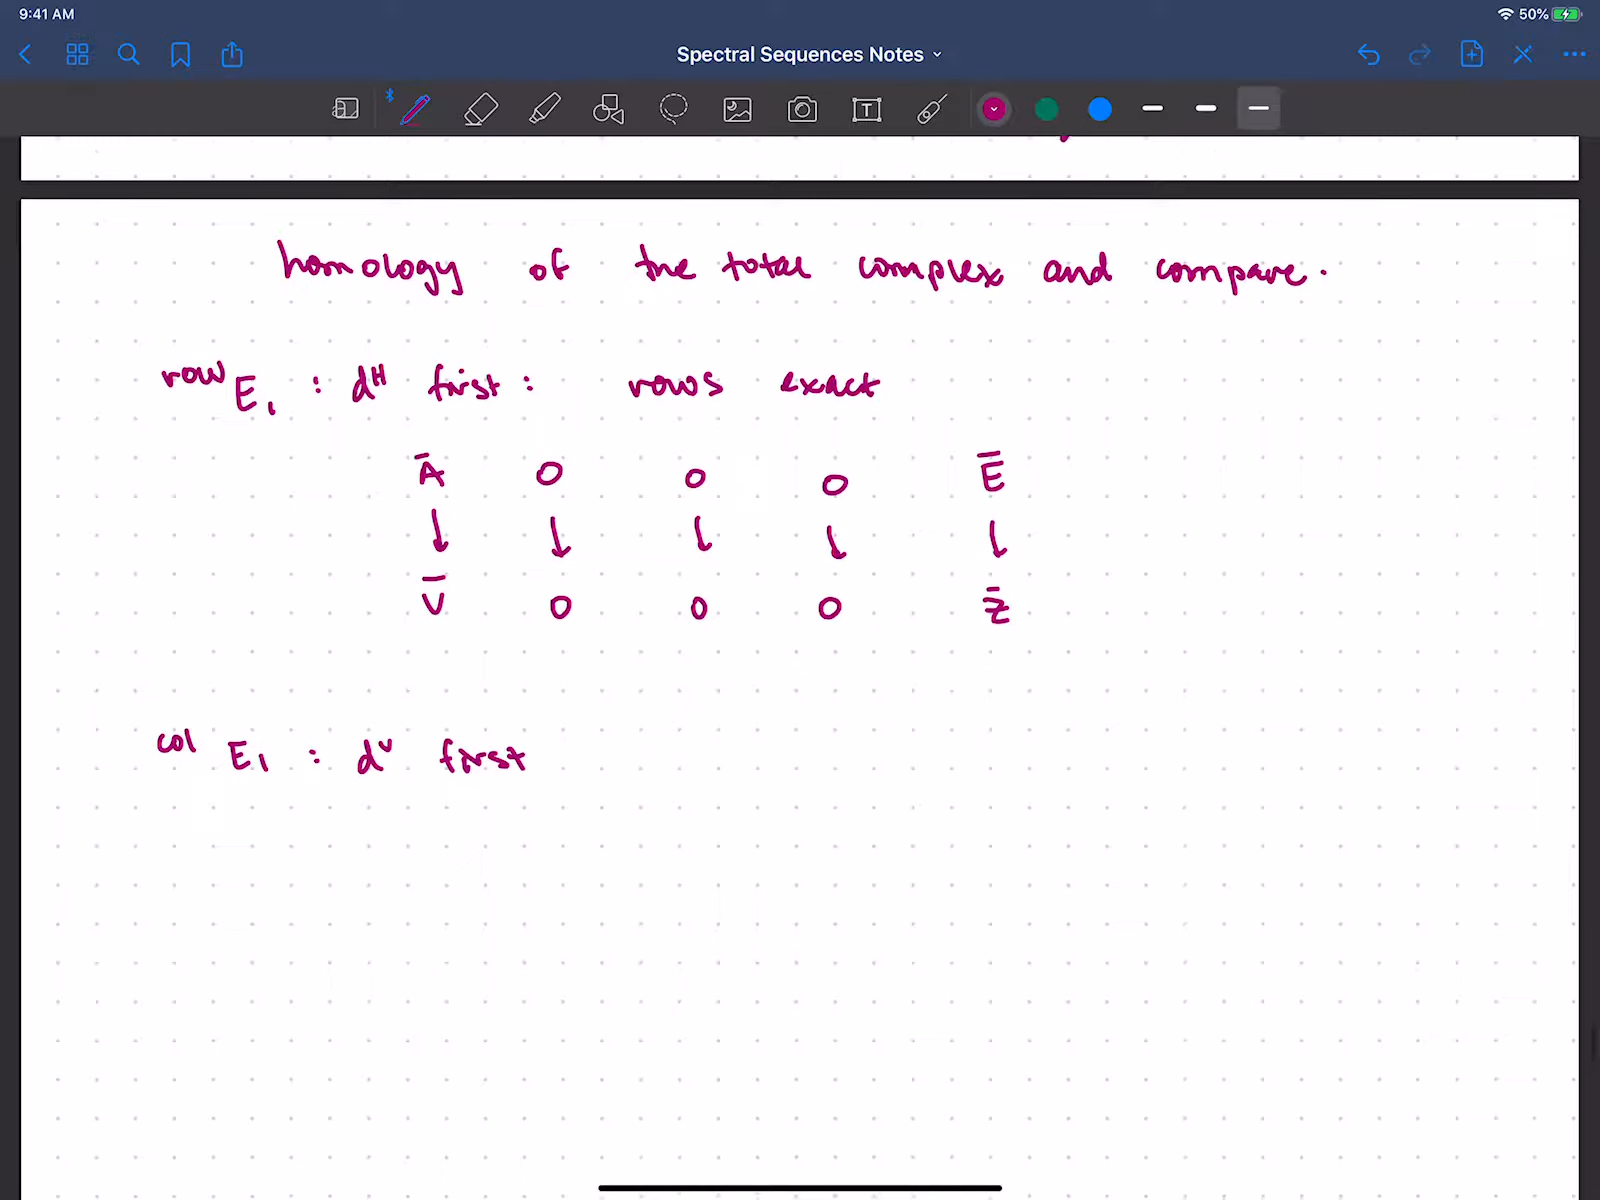 9:41 AM
50%
Spectral Sequences Notes
T
homology of the total complex and compare.
row E₁ : dᴴ first : rows exact
Ā 0 0 0 Ē
↓ ↓ ↓ ↓ ↓
V̄ 0 0 0 Z̄
col E₁ : dᵛ first